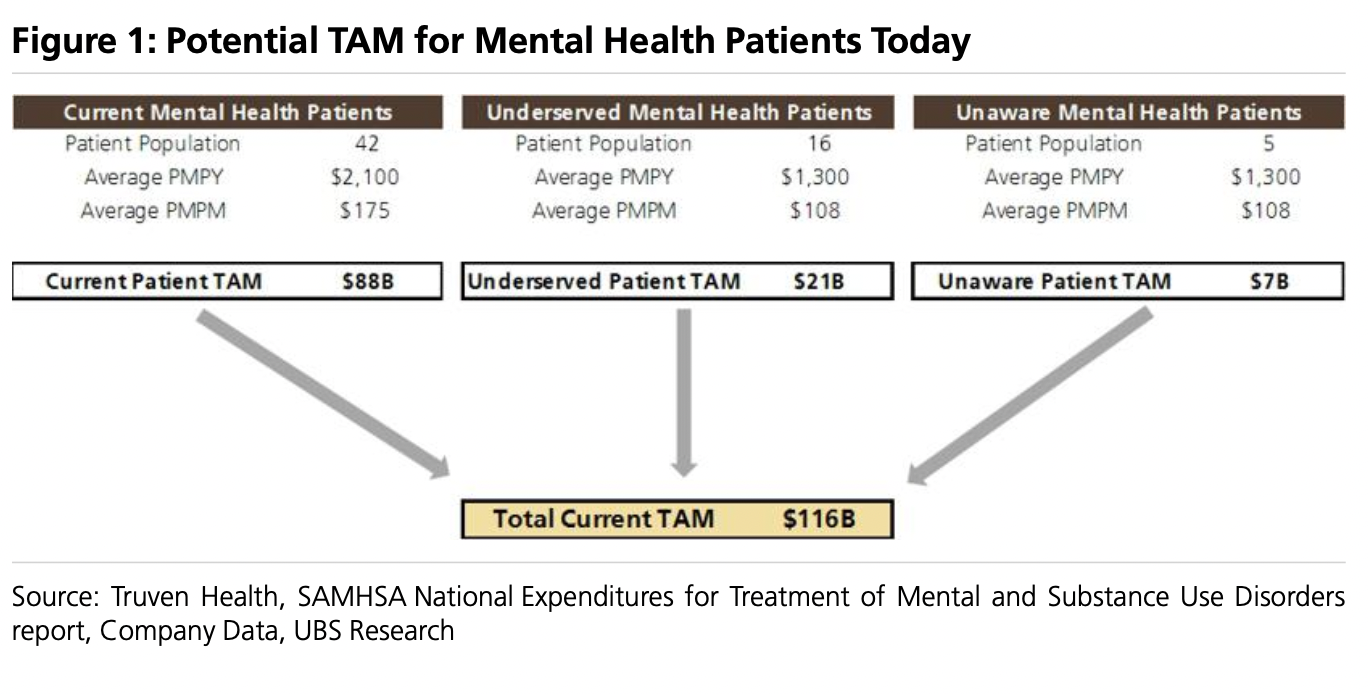 Figure 1: Potential TAM for Mental Health Patients Today
Current Mental Health Patients
Patient Population 42
Average PMPY $2,100
Average PMPM $175
Current Patient TAM $88B
Underserved Mental Health Patients
Patient Population 16
Average PMPY $1,300
Average PMPM $108
Underserved Patient TAM $21B
Unaware Mental Health Patients
Patient Population 5
Average PMPY $1,300
Average PMPM $108
Unaware Patient TAM $7B
Total Current TAM $116B
Source: Truven Health, SAMHSA National Expenditures for Treatment of Mental and Substance Use Disorders
report, Company Data, UBS Research